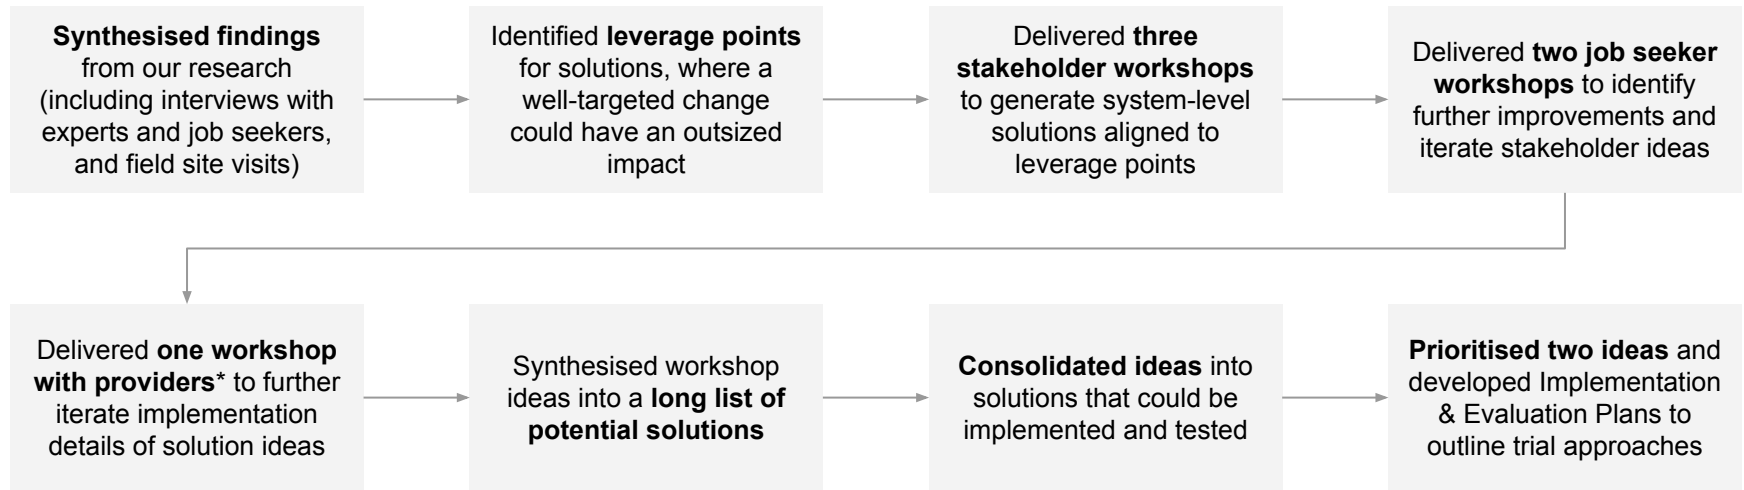 Synthesised findings
from our research
(including interviews with
experts and job seekers,
and field site visits)
Identified leverage points
for solutions, where a
well-targeted change
could have an outsized
impact
Delivered three
stakeholder workshops
to generate system-level
solutions aligned to
leverage points
Delivered two job seeker
workshops to identify
further improvements and
iterate stakeholder ideas
Delivered one workshop
with providers* to further
iterate implementation
details of solution ideas
Synthesised workshop
ideas into a long list of
potential solutions
Consolidated ideas into
solutions that could be
implemented and tested
Prioritised two ideas and
developed Implementation
& Evaluation Plans to
outline trial approaches